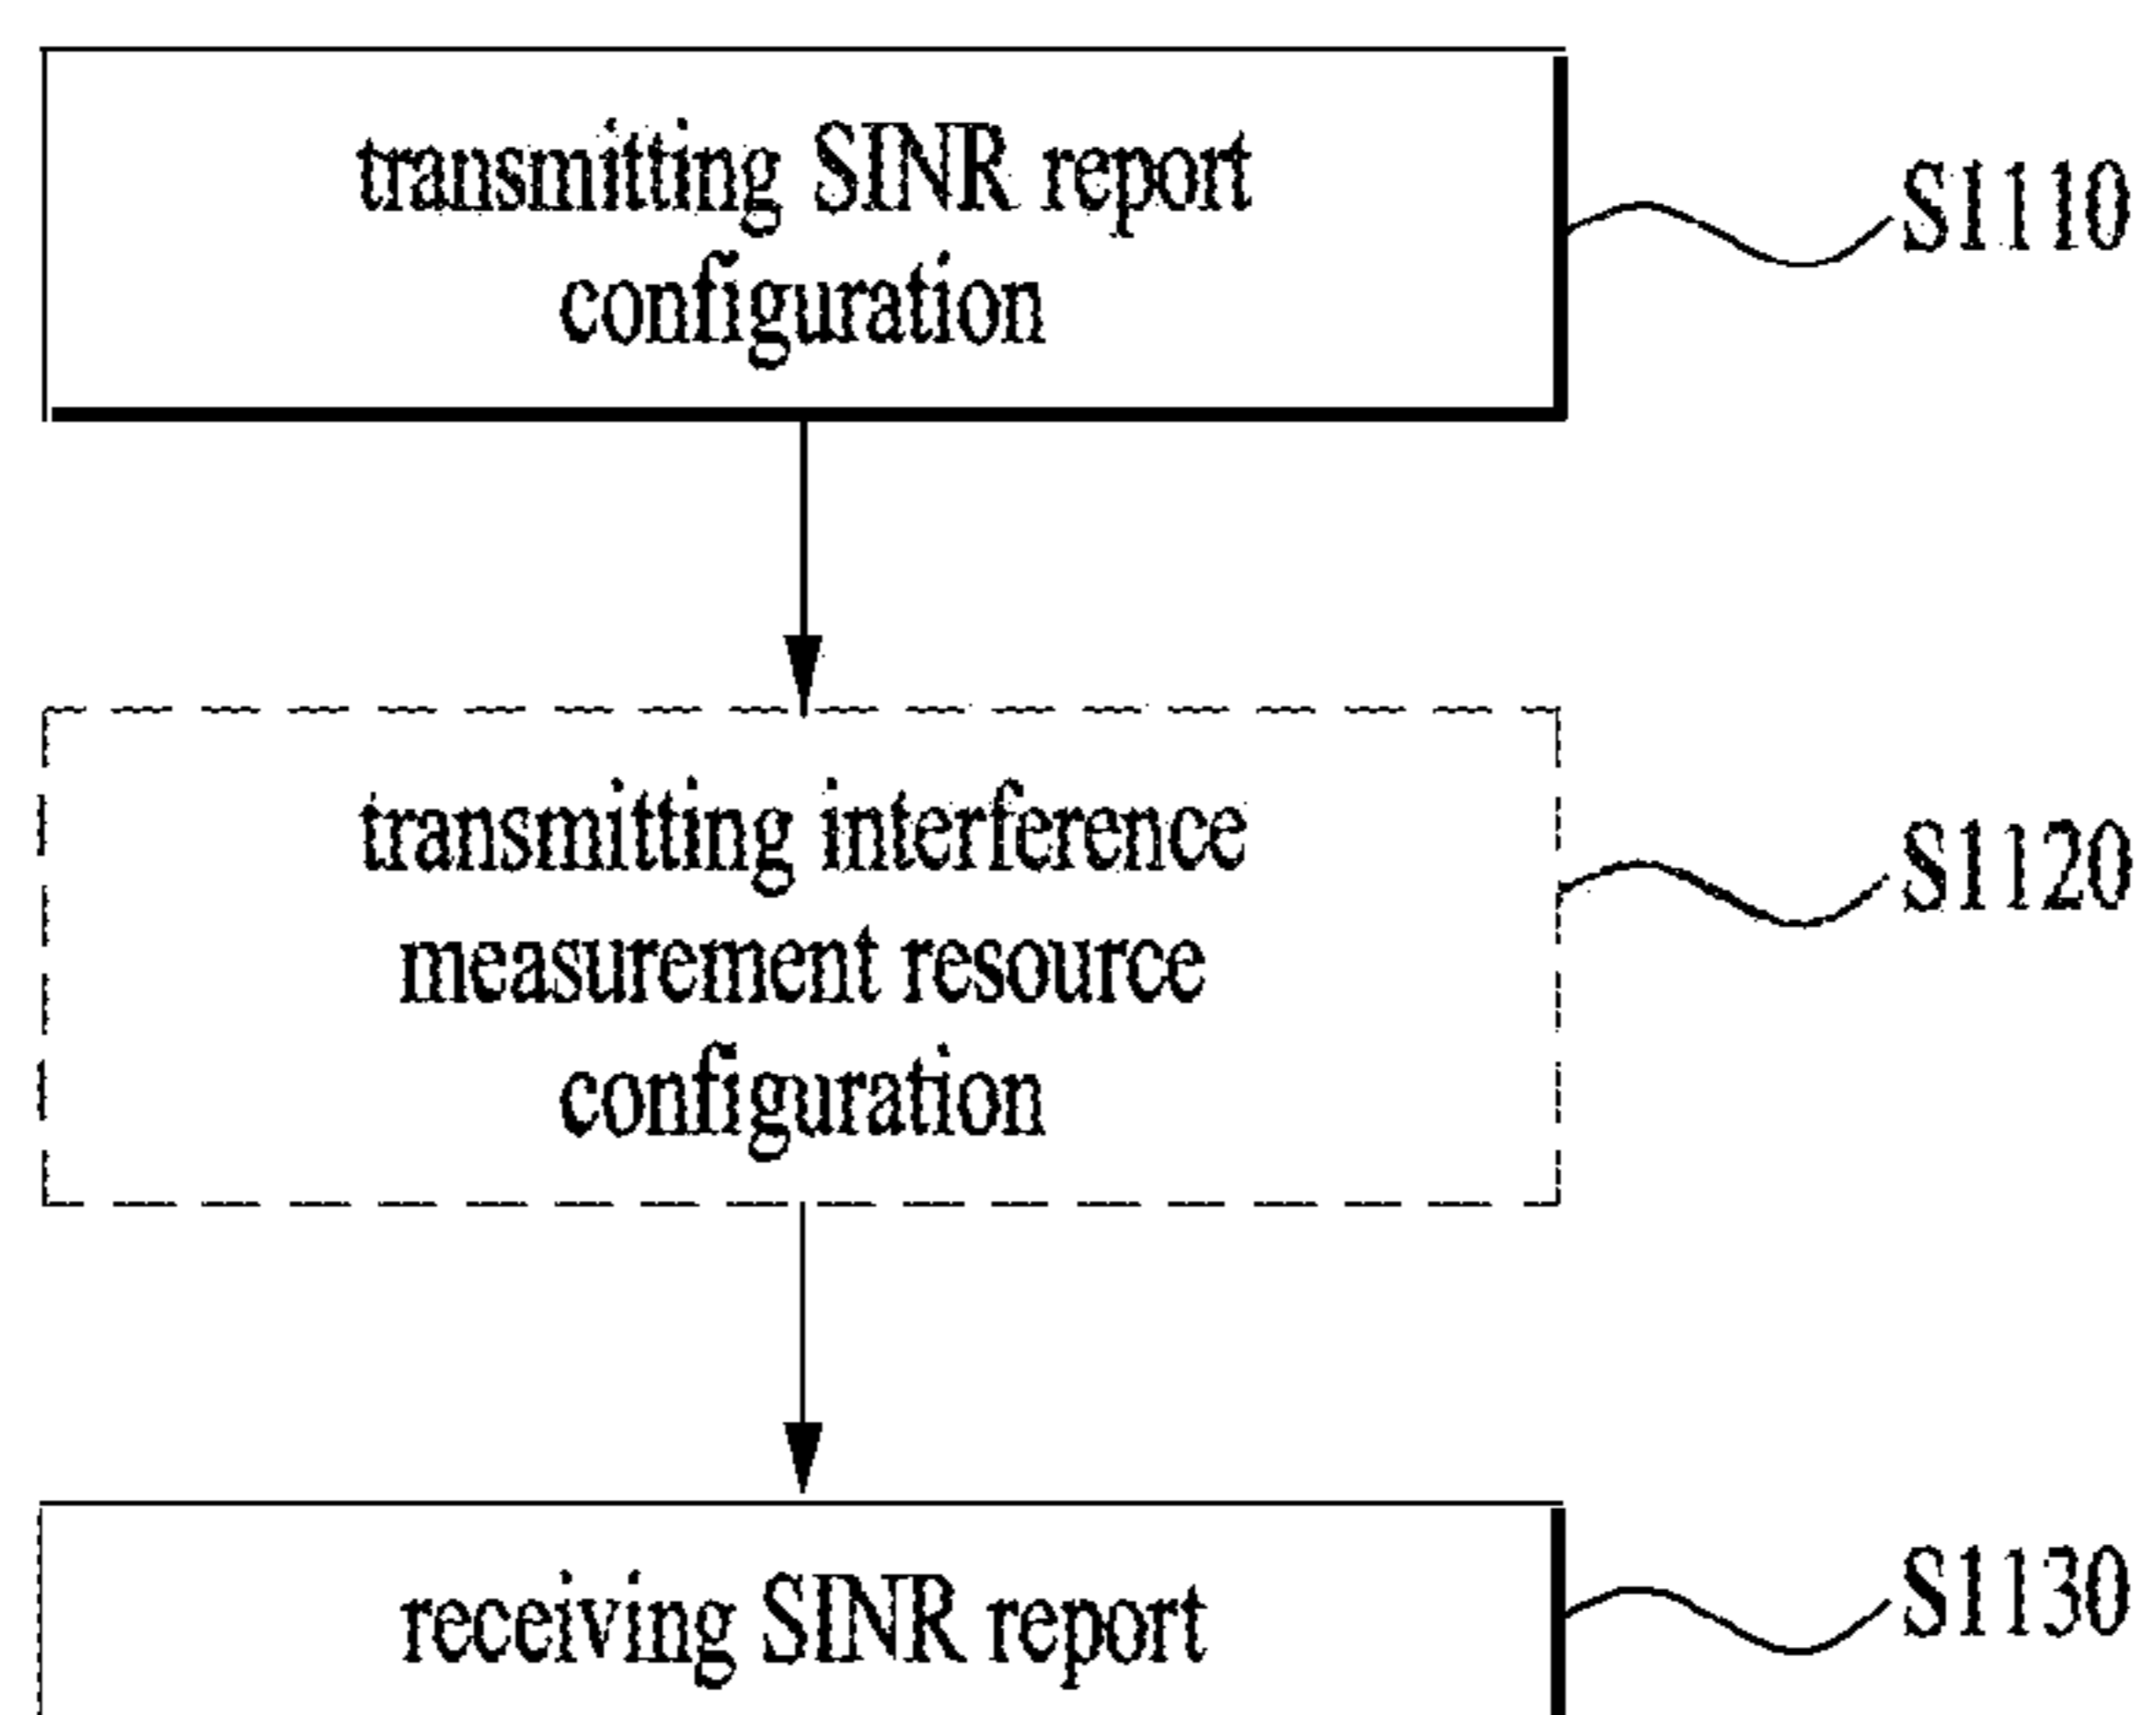 transmitting SINR report
configuration
S1110
transmitting interference
measurement resource
configuration
S1120
receiving SINR report
S1130